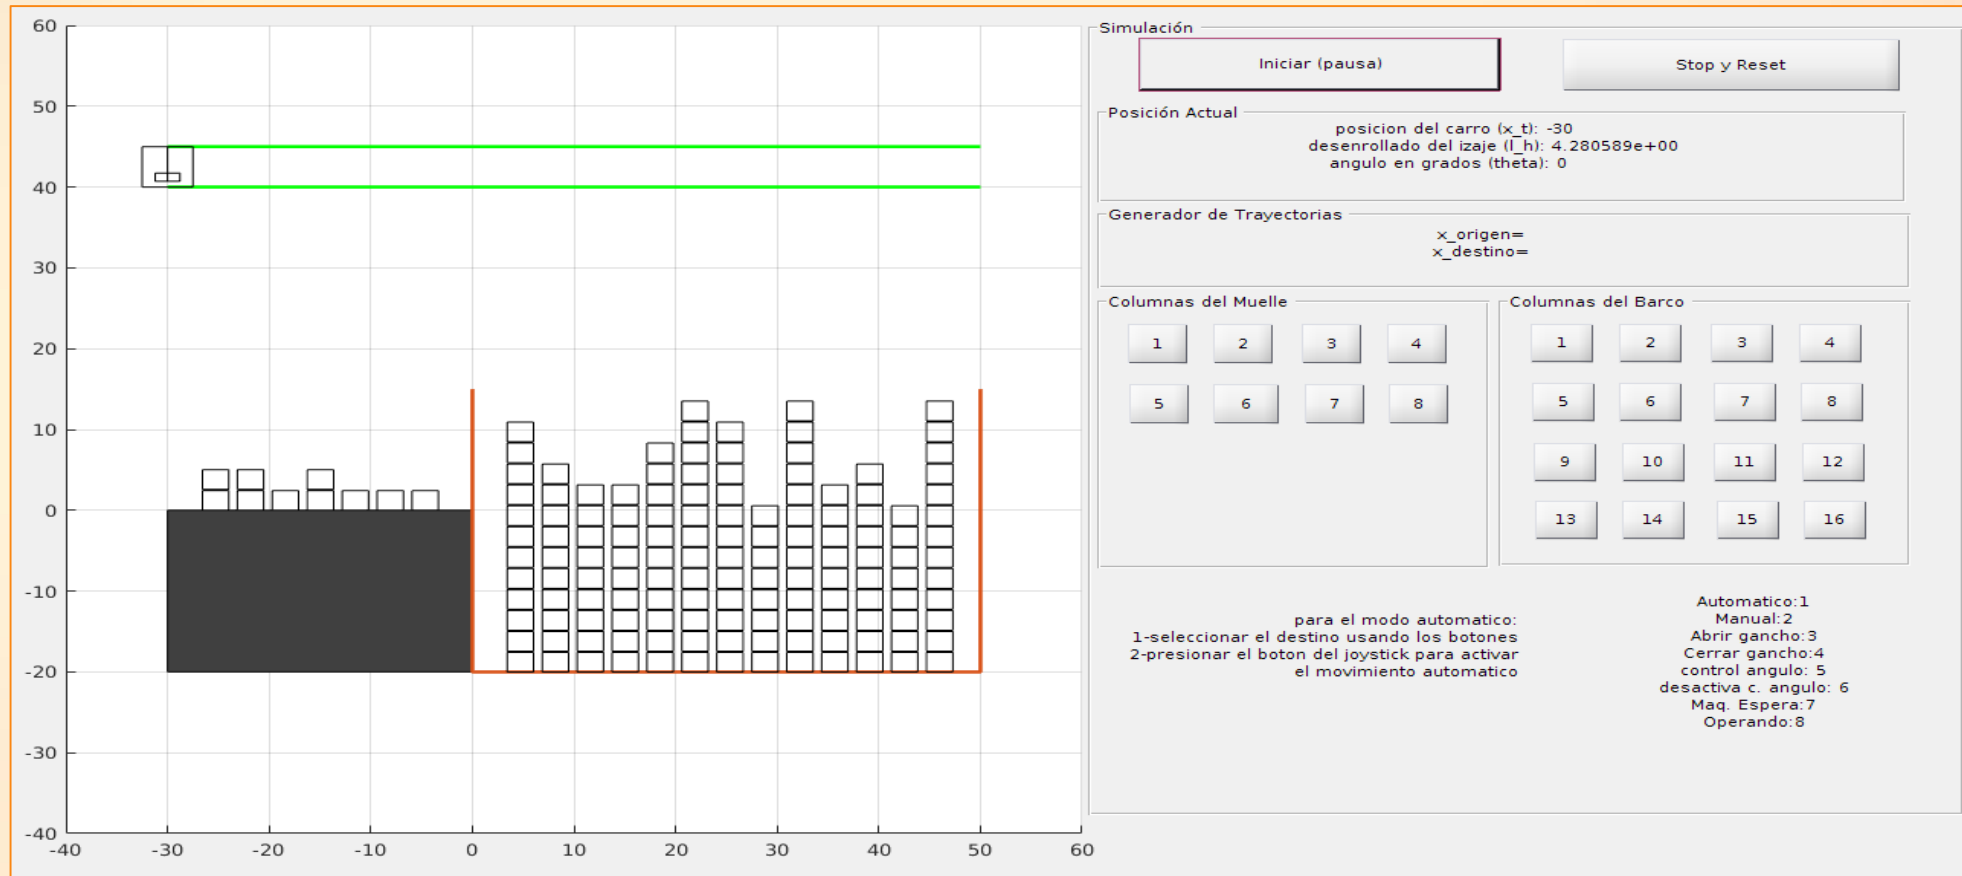 60
50
40
30
20
10
0
-10
-20
-30
-40
-40 -30 -20 -10 0 10 20 30 40 50 60
Simulación
Iniciar (pausa)
Stop y Reset
Posición Actual
posicion del carro (x_t): -30
desenrollado del izaje (l_h): 4.280589e+00
angulo en grados (theta): 0
Generador de Trayectorias
x_origen=
x_destino=
Columnas del Muelle
1 2 3 4
5 6 7 8
Columnas del Barco
1 2 3 4
5 6 7 8
9 10 11 12
13 14 15 16
para el modo automatico:
1-seleccionar el destino usando los botones
2-presionar el boton del joystick para activar
el movimiento automatico
Automatico:1
Manual:2
Abrir gancho:3
Cerrar gancho:4
control angulo: 5
desactiva c. angulo: 6
Maq. Espera:7
Operando:8